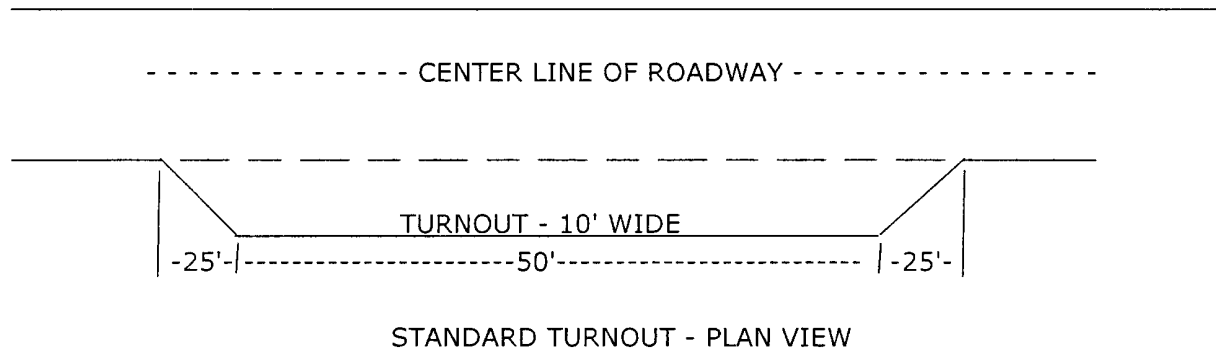 - - - - - - - - - - - - - CENTER LINE OF ROADWAY - - - - - - - - - - - - - - -
TURNOUT - 10' WIDE
-25'-|----------------------50'------------------------ |-25'-|
STANDARD TURNOUT - PLAN VIEW